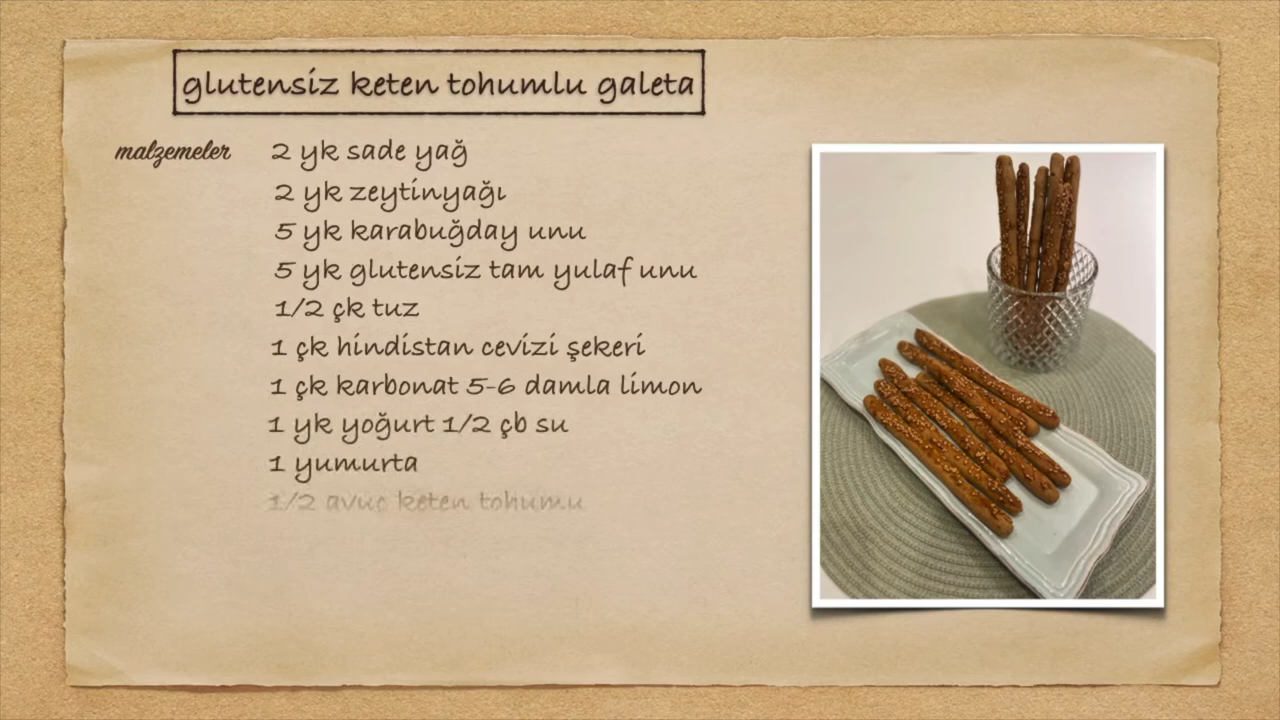 glutensiz keten tohumlu galeta
malzemeler 2 yk sade yağ
2 yk zeytinyağı
5 yk karabuğday unu
5 yk glutensiz tam yulaf unu
1/2 çk tuz
1 çk hindistan cevizi şekeri
1 çk karbonat 5-6 damla limon
1 yk yoğurt 1/2 çb su
1 yumurta
1/2 avuç keten tohumu